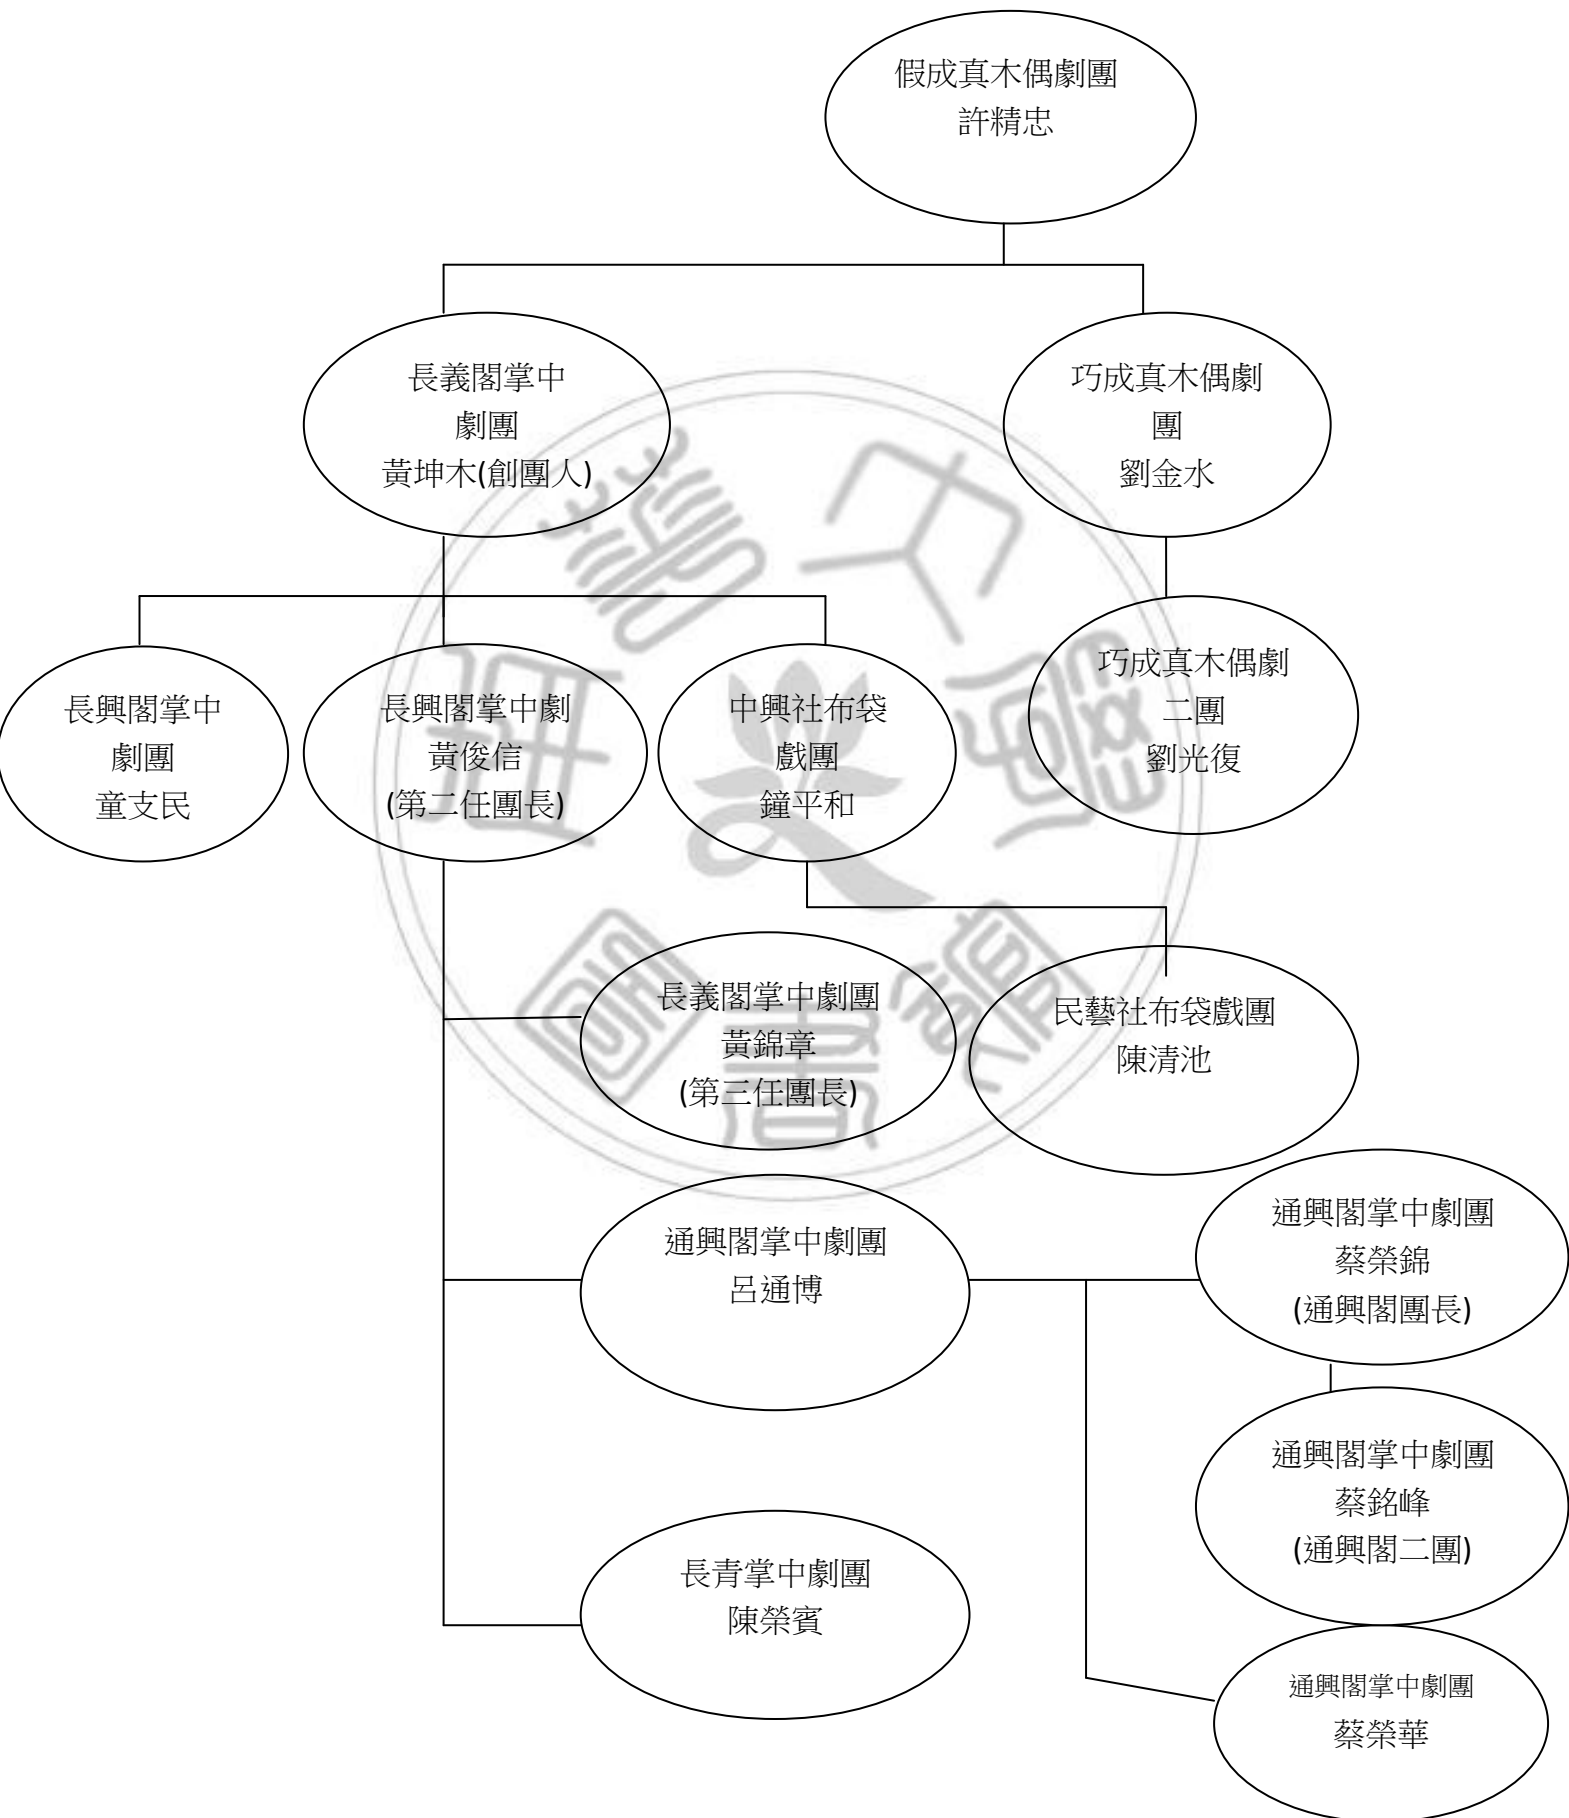 假成真木偶劇團
許精忠
長義閣掌中
劇團
黃坤木(創團人)
巧成真木偶劇
團
劉金水
長興閣掌中
劇團
童支民
長興閣掌中劇
黃俊信
(第二任團長)
中興社布袋
戲團
鐘平和
巧成真木偶劇
二團
劉光復
長義閣掌中劇團
黃錦章
(第三任團長)
民藝社布袋戲團
陳清池
通興閣掌中劇團
呂通博
通興閣掌中劇團
蔡榮錦
(通興閣團長)
通興閣掌中劇團
蔡銘峰
(通興閣二團)
長青掌中劇團
陳榮賓
通興閣掌中劇團
蔡榮華